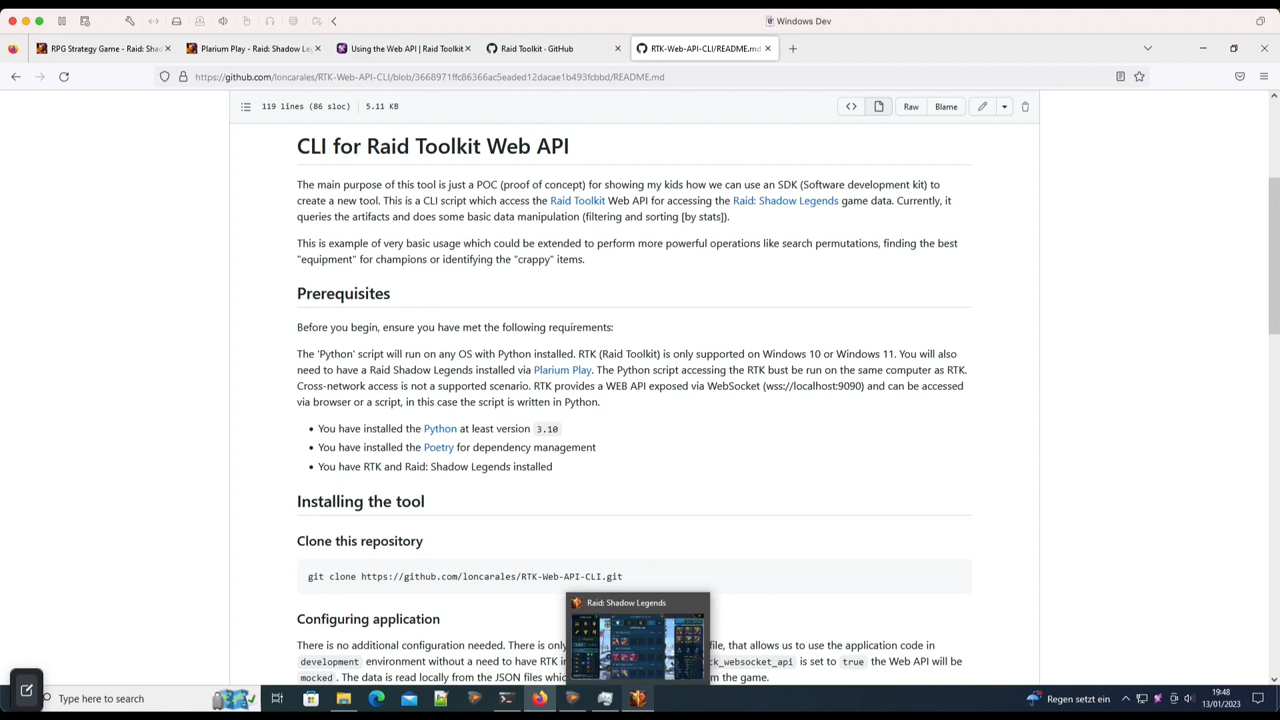 Windows Dev
RPG Strategy Game - Raid: Shad
Plarium Play - Raid: Shadow Le
Using the Web API | Raid Toolkit
Raid Toolkit · GitHub
RTK-Web-API-CLI/README.md
https://github.com/loncarales/RTK-Web-API-CLI/blob/3668971ffc86366ac5eaded12dacae1b493fcbbd/README.md
119 lines (86 sloc) 5.11 KB
Raw
Blame
CLI for Raid Toolkit Web API
The main purpose of this tool is just a POC (proof of concept) for showing my kids how we can use an SDK (Software development kit) to
create a new tool. This is a CLI script which access the Raid Toolkit Web API for accessing the Raid: Shadow Legends game data. Currently, it
queries the artifacts and does some basic data manipulation (filtering and sorting [by stats]).
This is example of very basic usage which could be extended to perform more powerful operations like search permutations, finding the best
"equipment" for champions or identifying the "crappy" items.
Prerequisites
Before you begin, ensure you have met the following requirements:
The 'Python' script will run on any OS with Python installed. RTK (Raid Toolkit) is only supported on Windows 10 or Windows 11. You will also
need to have a Raid Shadow Legends installed via Plarium Play. The Python script accessing the RTK bust be run on the same computer as RTK.
Cross-network access is not a supported scenario. RTK provides a WEB API exposed via WebSocket (wss://localhost:9090) and can be accessed
via browser or a script, in this case the script is written in Python.
• You have installed the Python at least version 3.10
• You have installed the Poetry for dependency management
• You have RTK and Raid: Shadow Legends installed
Installing the tool
Clone this repository
git clone https://github.com/loncarales/RTK-Web-API-CLI.git
Raid: Shadow Legends
Configuring application
There is no additional configuration needed. There is only file, that allows us to use the application code in
development environment without a need to have RTK in ck_websocket_api is set to true the Web API will be
mocked. The data is read locally from the JSON files whic m the game.
Type here to search
Regen setzt ein
19:48
13/01/2023